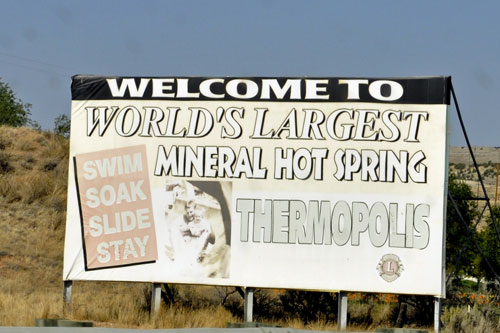 WELCOME TO
WORLD'S LARGEST
MINERAL HOT SPRING
SWIM
SOAK
SLIDE
STAY
THERMOPOLIS
L